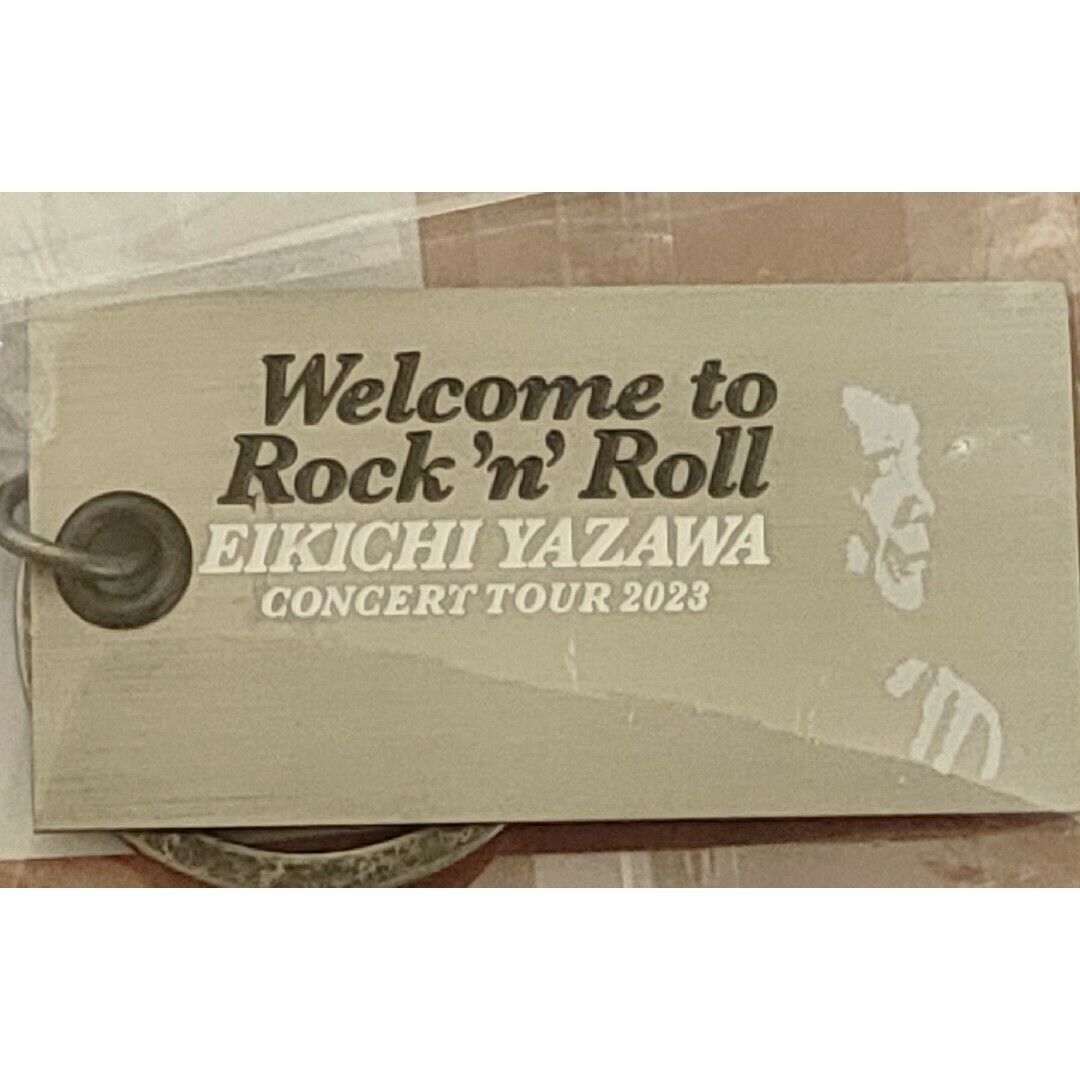 Welcome to
Rock 'n' Roll
EIKICHI YAZAWA
CONCERT TOUR 2023